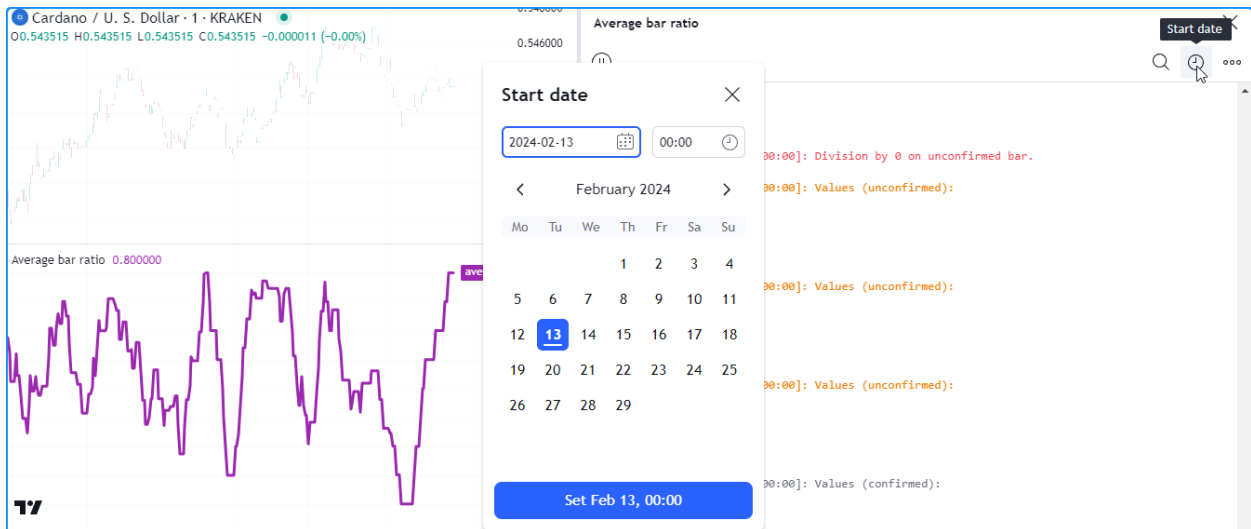 Cardano / U. S. Dollar · 1 · KRAKEN
O0.543515 H0.543515 L0.543515 C0.543515 −0.000011 (−0.00%)
0.546000
Average bar ratio 0.800000
ave
Average bar ratio
Start date
Start date
2024-02-13 00:00
February 2024
Mo Tu We Th Fr Sa Su
1 2 3 4
5 6 7 8 9 10 11
12 13 14 15 16 17 18
19 20 21 22 23 24 25
26 27 28 29
Set Feb 13, 00:00
00:00]: Division by 0 on unconfirmed bar.
00:00]: Values (unconfirmed):
00:00]: Values (unconfirmed):
00:00]: Values (unconfirmed):
00:00]: Values (confirmed):